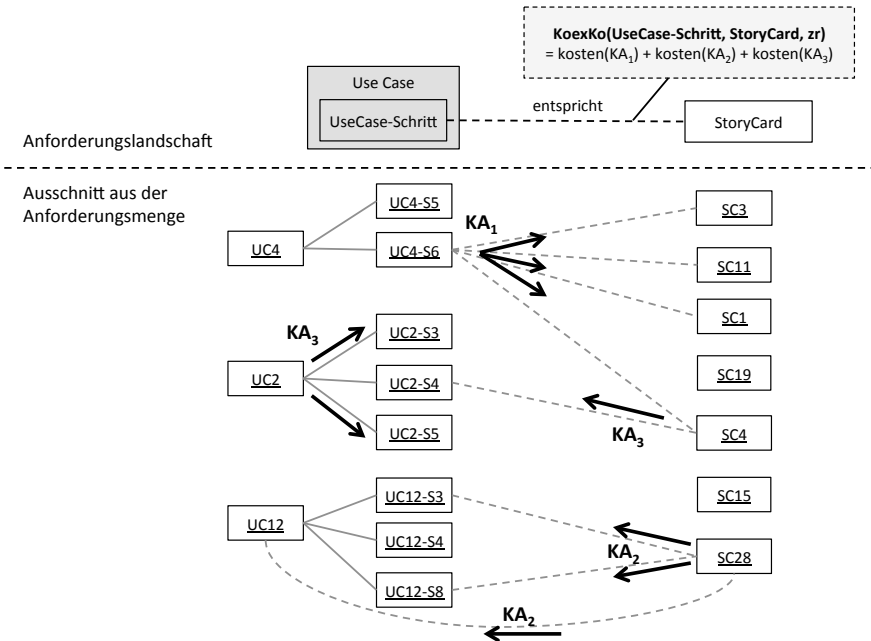 KoexKo(UseCase-Schritt, StoryCard, zr)
= kosten(KA₁) + kosten(KA₂) + kosten(KA₃)
Use Case
UseCase-Schritt
entspricht
StoryCard
Anforderungslandschaft
Ausschnitt aus der
Anforderungsmenge
UC4-S5
SC3
KA₁
UC4
UC4-S6
SC11
SC1
KA₃
UC2-S3
UC2
UC2-S4
SC19
UC2-S5
KA₃
SC4
UC12-S3
SC15
UC12
UC12-S4
KA₂
SC28
UC12-S8
KA₂